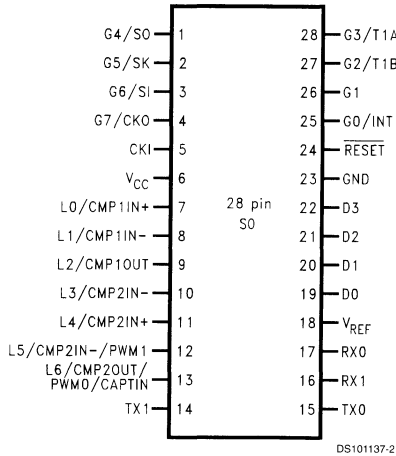 G4/SO 1 28 G3/T1A
G5/SK 2 27 G2/T1B
G6/SI 3 26 G1
G7/CKO 4 25 G0/INT
CKI 5 24 RESET
VCC 6 23 GND
L0/CMP1IN+ 7 22 D3
28 pin
SO
L1/CMP1IN- 8 21 D2
L2/CMP1OUT 9 20 D1
L3/CMP2IN- 10 19 D0
L4/CMP2IN+ 11 18 VREF
L5/CMP2IN-/PWM1 12 17 RX0
L6/CMP2OUT/
PWM0/CAPTIN 13 16 RX1
TX1 14 15 TX0
DS101137-2